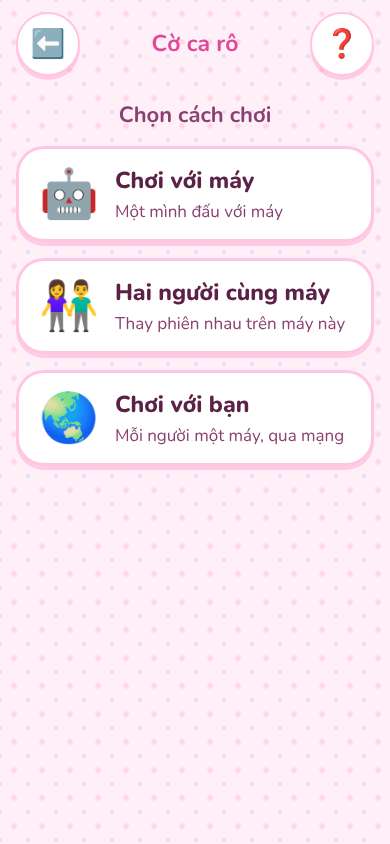 Cờ ca rô
Chọn cách chơi
Chơi với máy
Một mình đấu với máy
Hai người cùng máy
Thay phiên nhau trên máy này
Chơi với bạn
Mỗi người một máy, qua mạng